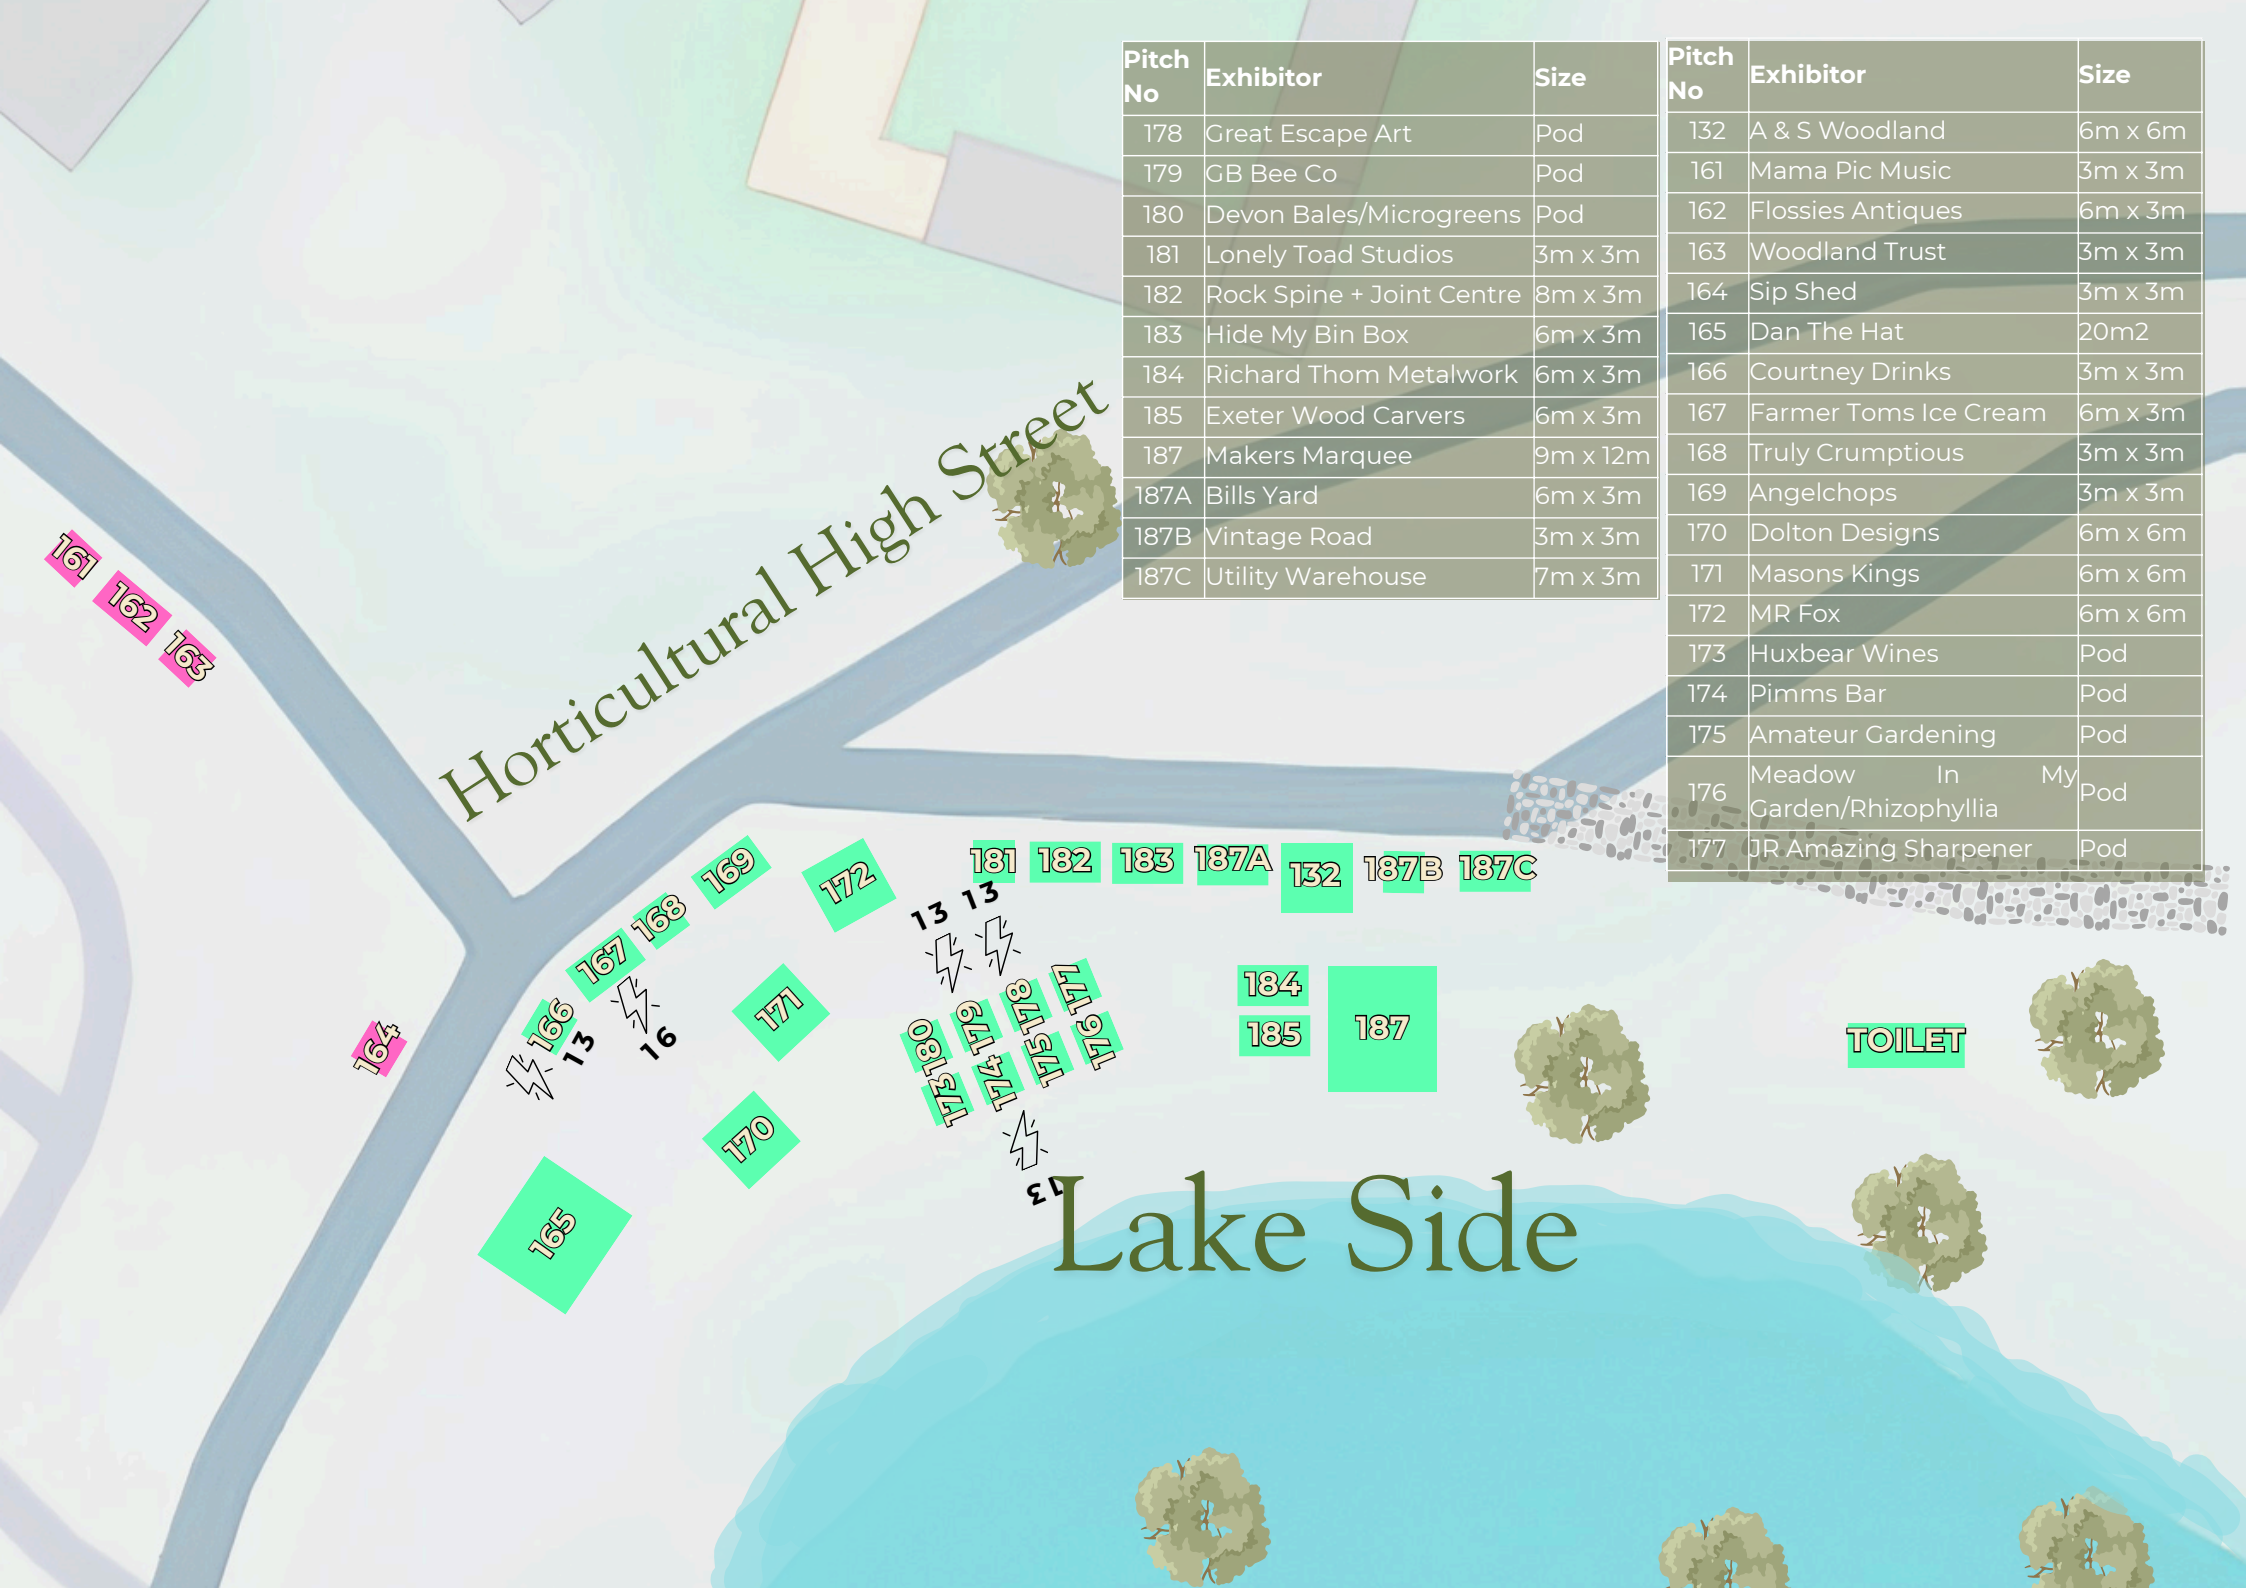 Pitch No Exhibitor Size
178 Great Escape Art Pod
179 GB Bee Co Pod
180 Devon Bales/Microgreens Pod
181 Lonely Toad Studios 3m x 3m
182 Rock Spine + Joint Centre 8m x 3m
183 Hide My Bin Box 6m x 3m
184 Richard Thom Metalwork 6m x 3m
185 Exeter Wood Carvers 6m x 3m
187 Makers Marquee 9m x 12m
187A Bills Yard 6m x 3m
187B Vintage Road 3m x 3m
187C Utility Warehouse 7m x 3m
Pitch No Exhibitor Size
132 A & S Woodland 6m x 6m
161 Mama Pic Music 3m x 3m
162 Flossies Antiques 6m x 3m
163 Woodland Trust 3m x 3m
164 Sip Shed 3m x 3m
165 Dan The Hat 20m2
166 Courtney Drinks 3m x 3m
167 Farmer Toms Ice Cream 6m x 3m
168 Truly Crumptious 3m x 3m
169 Angelchops 3m x 3m
170 Dolton Designs 6m x 6m
171 Masons Kings 6m x 6m
172 MR Fox 6m x 6m
173 Huxbear Wines Pod
174 Pimms Bar Pod
175 Amateur Gardening Pod
176 Meadow In My Garden/Rhizophyllia Pod
177 JR Amazing Sharpener Pod
Horticultural High Street
161
162
163
164
165
166
13
167
16
168
169
170
171
172
13
13
180
179
178
177
173
174
175
176
13
181
182
183
187A
132
187B
187C
184
185
187
TOILET
Lake Side